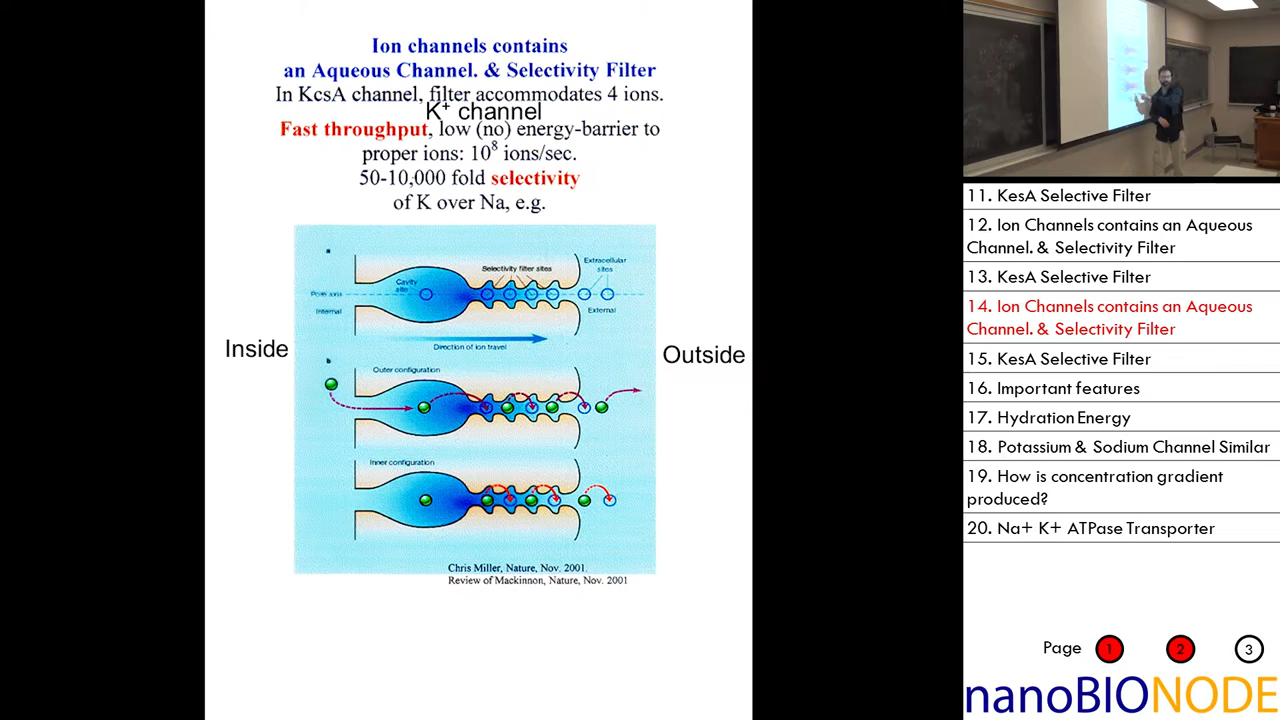 Ion channels contains
an Aqueous Channel. & Selectivity Filter
In KcsA channel, filter accommodates 4 ions.
K+ channel
Fast throughput, low (no) energy-barrier to
proper ions: 10^8 ions/sec.
50-10,000 fold selectivity
of K over Na, e.g.
a
Cavity
site
Selectivity filter sites
Extracellular
sites
Pore axis
Internal
External
Direction of ion travel
Inside
Outside
b
Outer configuration
Inner configuration
Chris Miller, Nature, Nov. 2001.
Review of Mackinnon, Nature, Nov. 2001
11. KesA Selective Filter
12. Ion Channels contains an Aqueous
Channel. & Selectivity Filter
13. KesA Selective Filter
14. Ion Channels contains an Aqueous
Channel. & Selectivity Filter
15. KesA Selective Filter
16. Important features
17. Hydration Energy
18. Potassium & Sodium Channel Similar
19. How is concentration gradient
produced?
20. Na+ K+ ATPase Transporter
Page 1 2 3
nanoBIONODE